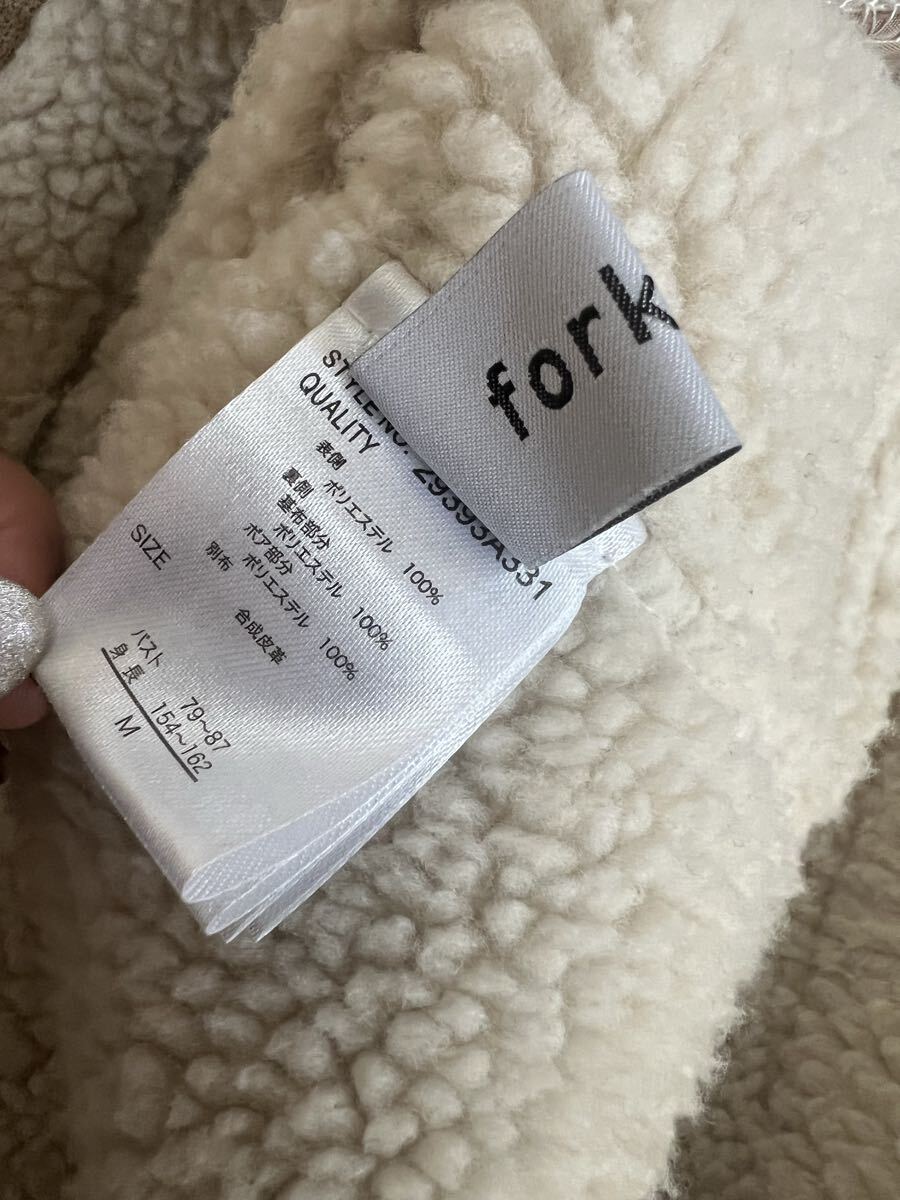 fork
STYLE NO. 29393A331
QUALITY
表側 ポリエステル 100%
裏側
基布部分
ポリエステル 100%
ボア部分
ポリエステル 100%
別布 合成皮革
SIZE
バスト 79~87
身長 154~162
M